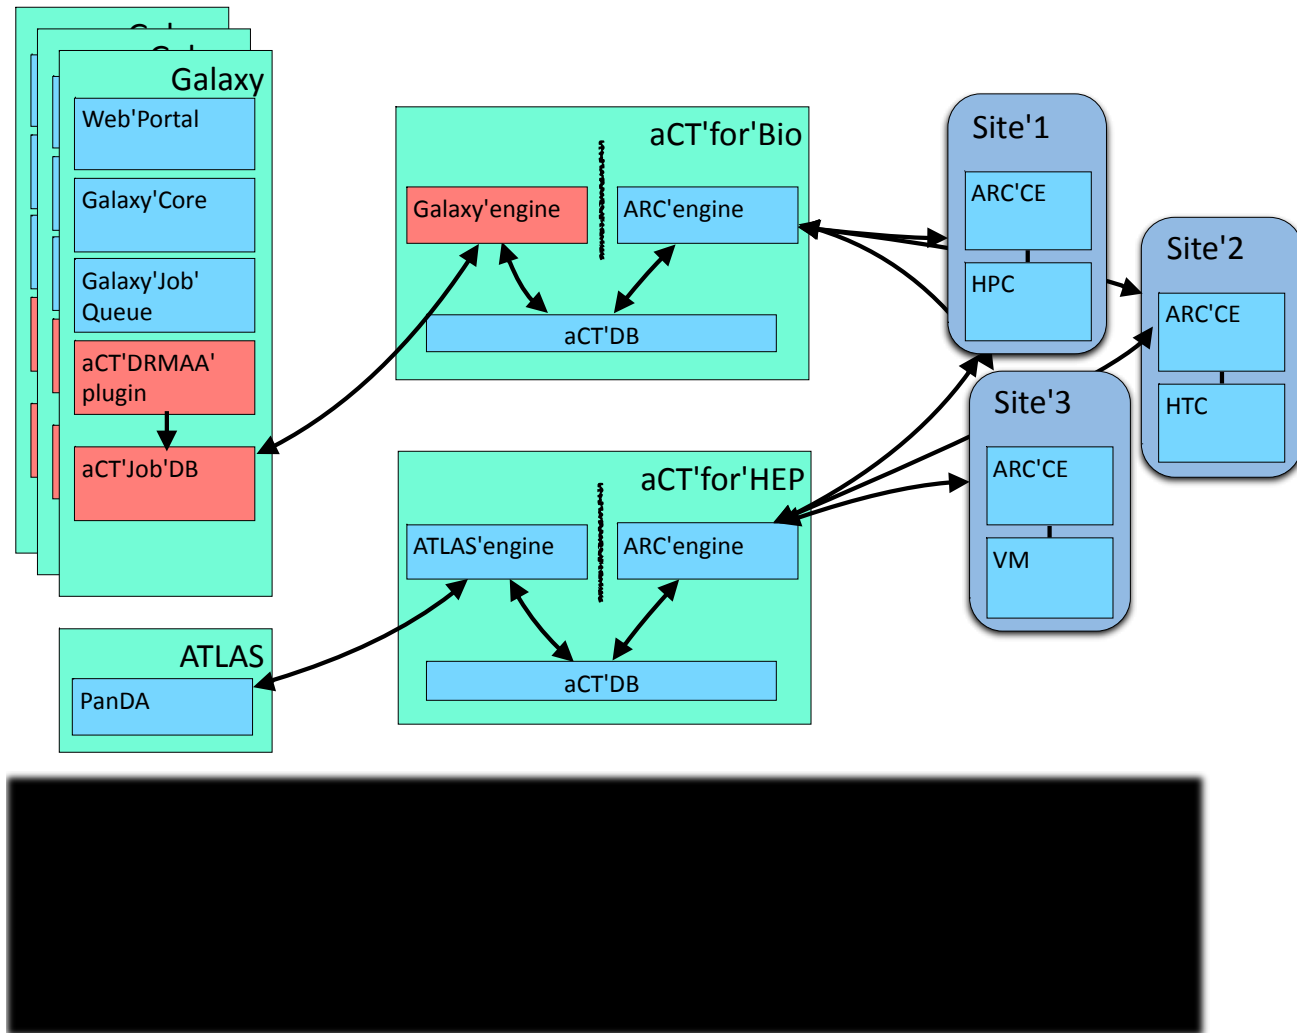 Galaxy
Web'Portal
Galaxy'Core
Galaxy'Job'
Queue
aCT'DRMAA'
plugin
aCT'Job'DB
ATLAS
PanDA
aCT'for'Bio
Galaxy'engine
ARC'engine
aCT'DB
aCT'for'HEP
ATLAS'engine
ARC'engine
aCT'DB
Site'1
ARC'CE
HPC
Site'2
ARC'CE
HTC
Site'3
ARC'CE
VM